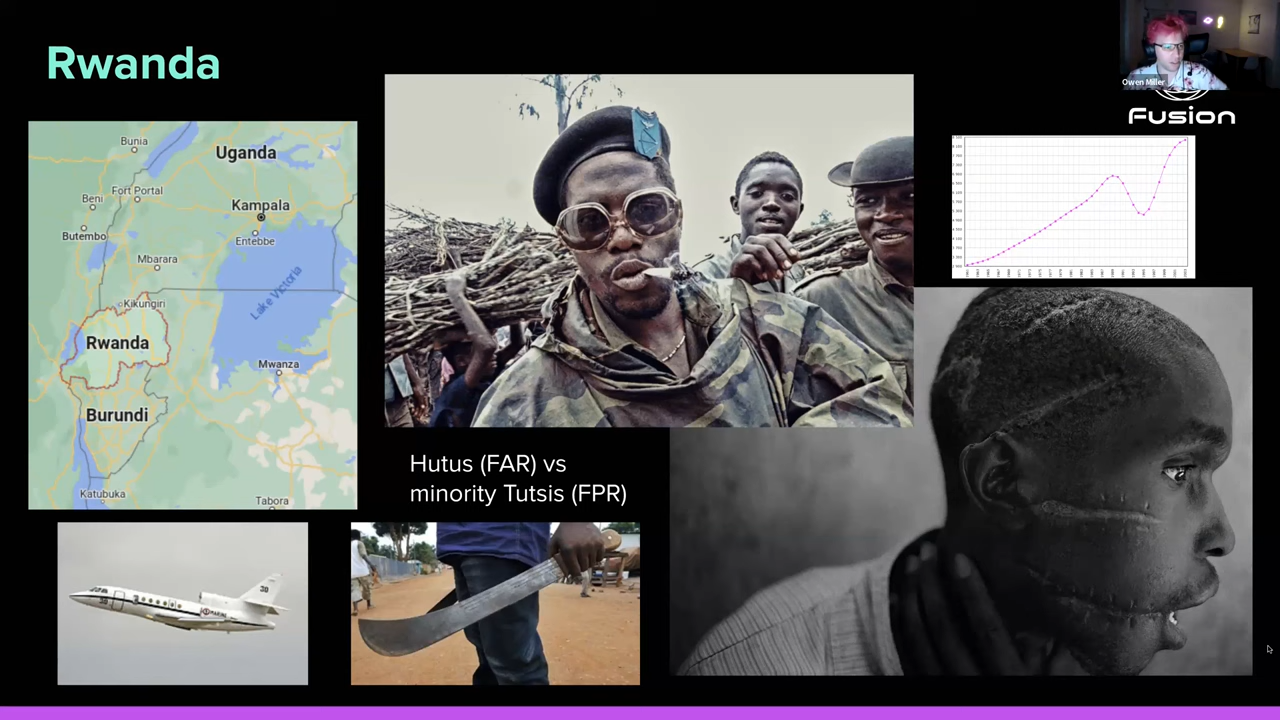 Rwanda
Owen Miller
Fusion
Bunia
Uganda
Fort Portal
Beni
Kampala
Butembo
Entebbe
Mbarara
Lake Victoria
Kikungiri
Rwanda
Mwanza
Burundi
Katubuka
Tabora
Hutus (FAR) vs
minority Tutsis (FPR)